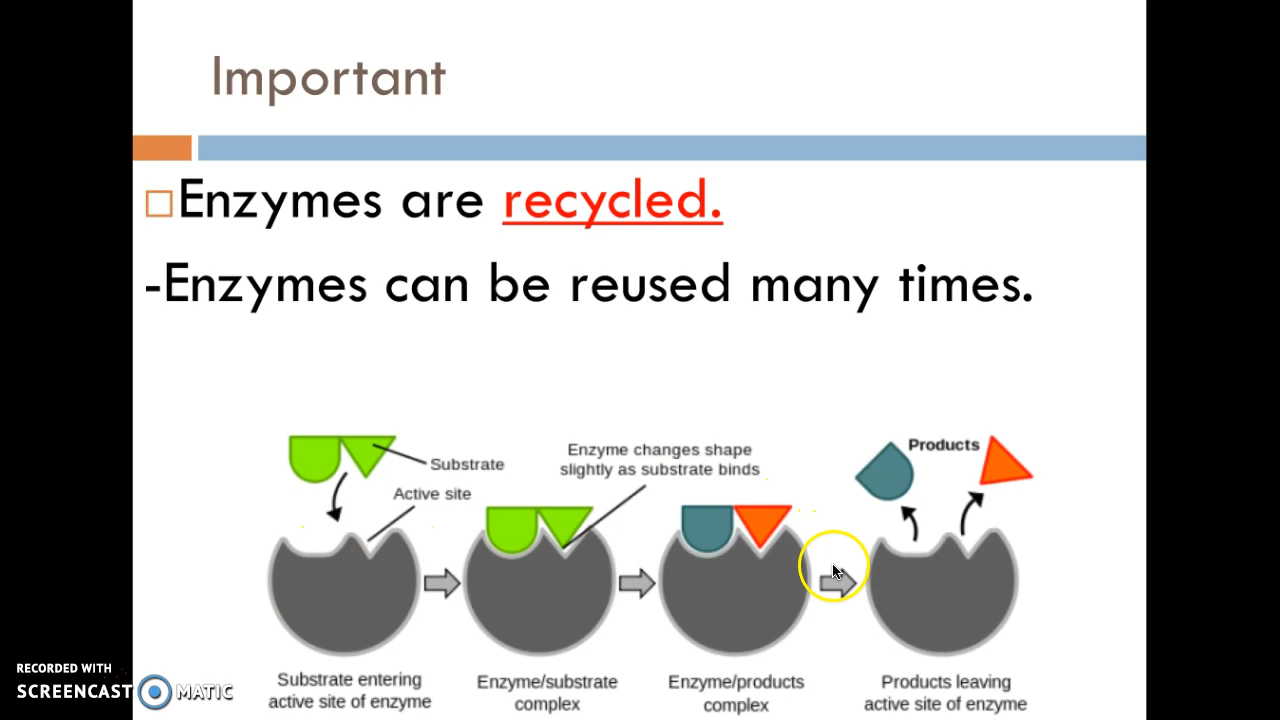 Important
Enzymes are recycled.
-Enzymes can be reused many times.
Substrate
Active site
Enzyme changes shape
slightly as substrate binds
Products
Substrate entering
active site of enzyme
Enzyme/substrate
complex
Enzyme/products
complex
Products leaving
active site of enzyme
RECORDED WITH
SCREENCAST MATIC